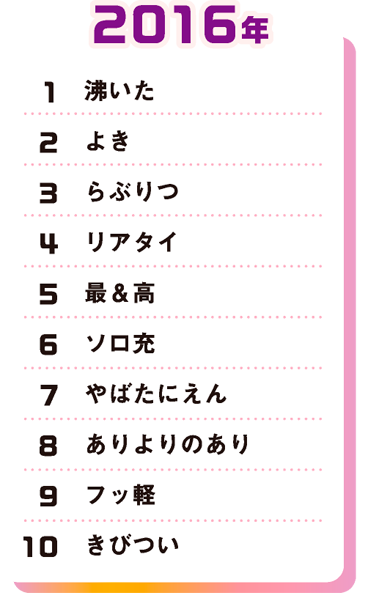 2016年
1 沸いた
2 よき
3 らぶりつ
4 リアタイ
5 最&高
6 ソロ充
7 やばたにえん
8 ありよりのあり
9 フッ軽
10 きびつい